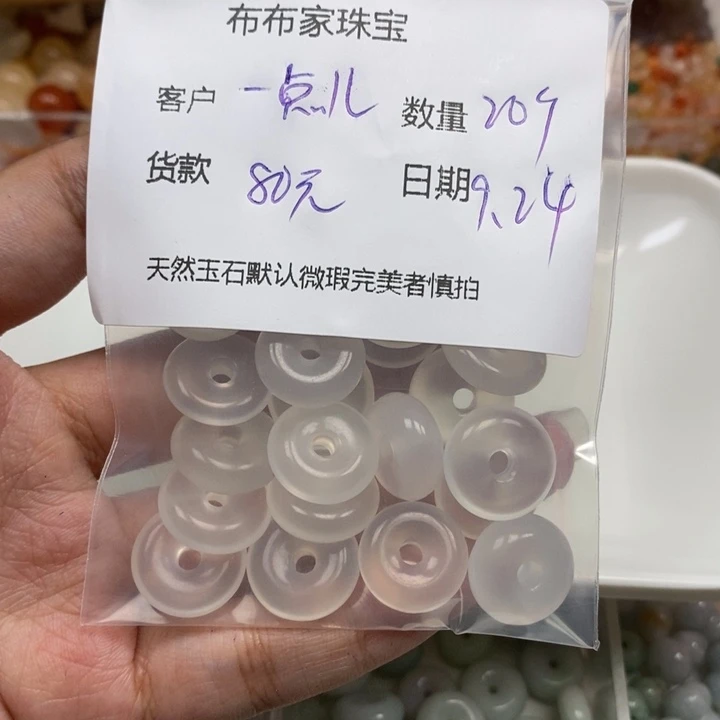 布布家珠宝
客户 一点儿 数量 20个
货款 80元 日期 9.24
天然玉石默认微瑕完美者慎拍